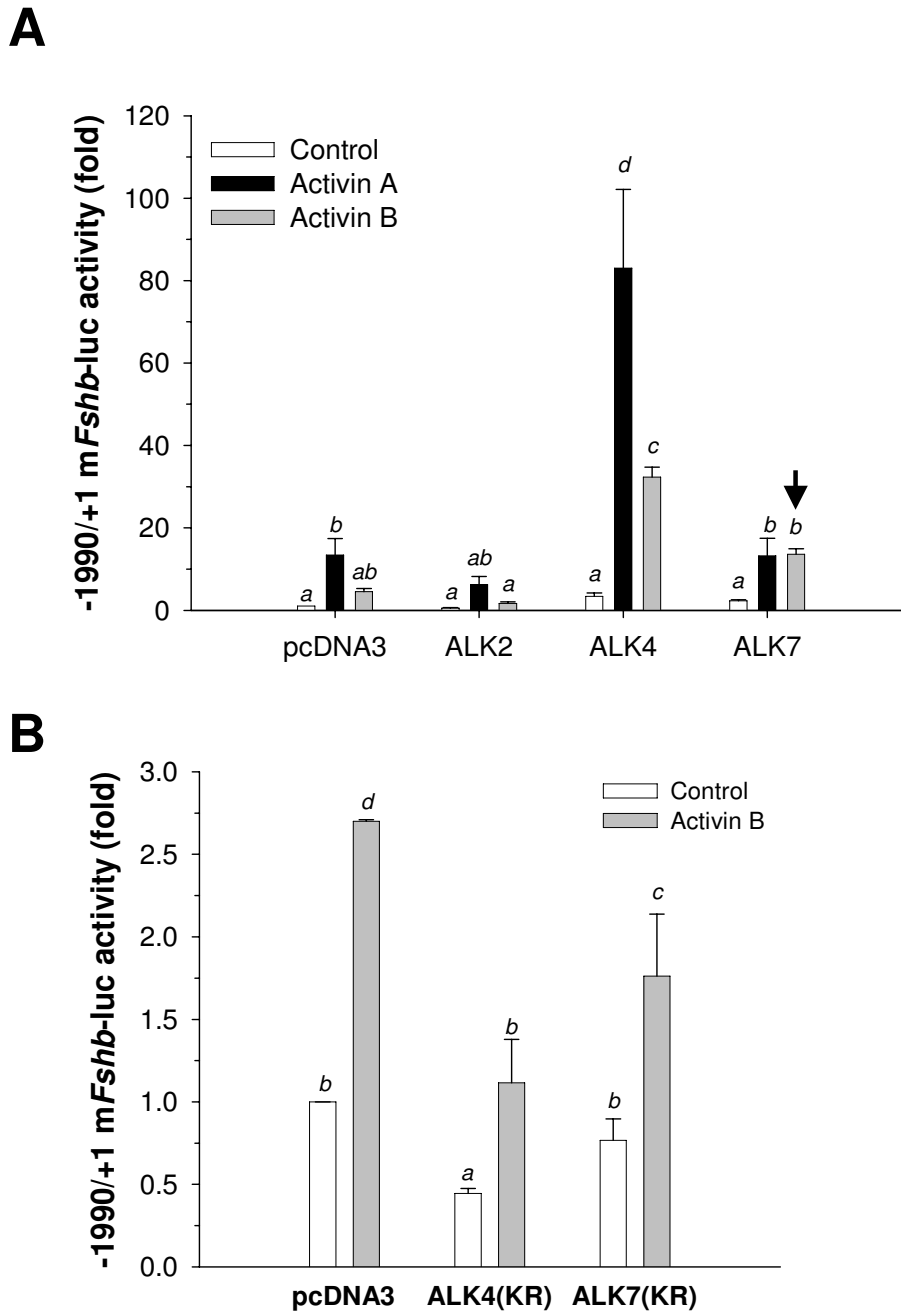 A
-1990/+1 mFshb-luc activity (fold)
120
100
80
60
40
20
0
Control
Activin A
Activin B
a
b
ab
a
ab
a
a
d
c
a
b
b
pcDNA3
ALK2
ALK4
ALK7
B
-1990/+1 mFshb-luc activity (fold)
3.0
2.5
2.0
1.5
1.0
0.5
0.0
Control
Activin B
b
d
a
b
b
c
pcDNA3
ALK4(KR)
ALK7(KR)